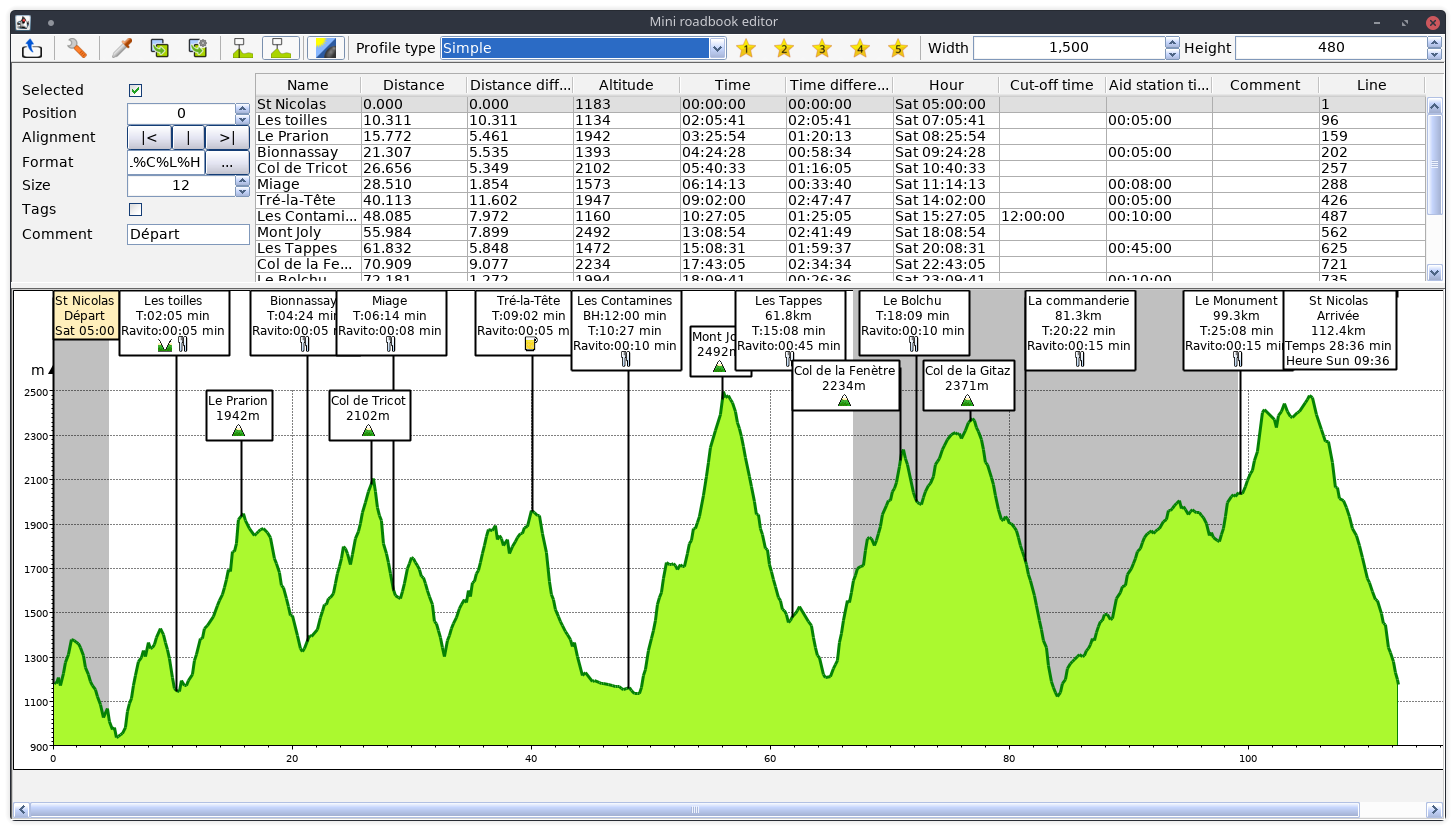 Mini roadbook editor
Profile type Simple 1 2 3 4 5 Width 1,500 Height 480
Selected
Position 0
Alignment |< | >|
Format .%C%L%H ...
Size 12
Tags
Comment Départ
Name Distance Distance diff... Altitude Time Time differe... Hour Cut-off time Aid station ti... Comment Line
St Nicolas 0.000 0.000 1183 00:00:00 00:00:00 Sat 05:00:00 1
Les toilles 10.311 10.311 1134 02:05:41 02:05:41 Sat 07:05:41 00:05:00 96
Le Prarion 15.772 5.461 1942 03:25:54 01:20:13 Sat 08:25:54 159
Bionnassay 21.307 5.535 1393 04:24:28 00:58:34 Sat 09:24:28 00:05:00 202
Col de Tricot 26.656 5.349 2102 05:40:33 01:16:05 Sat 10:40:33 257
Miage 28.510 1.854 1573 06:14:13 00:33:40 Sat 11:14:13 00:08:00 288
Tré-la-Tête 40.113 11.602 1947 09:02:00 02:47:47 Sat 14:02:00 00:05:00 426
Les Contami... 48.085 7.972 1160 10:27:05 01:25:05 Sat 15:27:05 12:00:00 00:10:00 487
Mont Joly 55.984 7.899 2492 13:08:54 02:41:49 Sat 18:08:54 562
Les Tappes 61.832 5.848 1472 15:08:31 01:59:37 Sat 20:08:31 00:45:00 625
Col de la Fe... 70.909 9.077 2234 17:43:05 02:34:34 Sat 22:43:05 721
Le Bolchu 72.181 1.272 1994 18:09:41 00:26:36 Sat 23:09:41 00:10:00 735
St Nicolas
Départ
Sat 05:00
Les toilles
T:02:05 min
Ravito:00:05 min
Le Prarion
1942m
Bionnassay
T:04:24 min
Ravito:00:05
Col de Tricot
2102m
Miage
T:06:14 min
Ravito:00:08 min
Tré-la-Tête
T:09:02 min
Ravito:00:05 m
Les Contamines
BH:12:00 min
T:10:27 min
Ravito:00:10 min
Mont Jo
2492m
Les Tappes
61.8km
T:15:08 min
Ravito:00:45 min
Col de la Fenètre
2234m
Le Bolchu
T:18:09 min
Ravito:00:10 min
Col de la Gitaz
2371m
La commanderie
81.3km
T:20:22 min
Ravito:00:15 min
Le Monument
99.3km
T:25:08 min
Ravito:00:15 min
St Nicolas
Arrivée
112.4km
Temps 28:36 min
Heure Sun 09:36
m
2500
2300
2100
1900
1700
1500
1300
1100
900
0 20 40 60 80 100